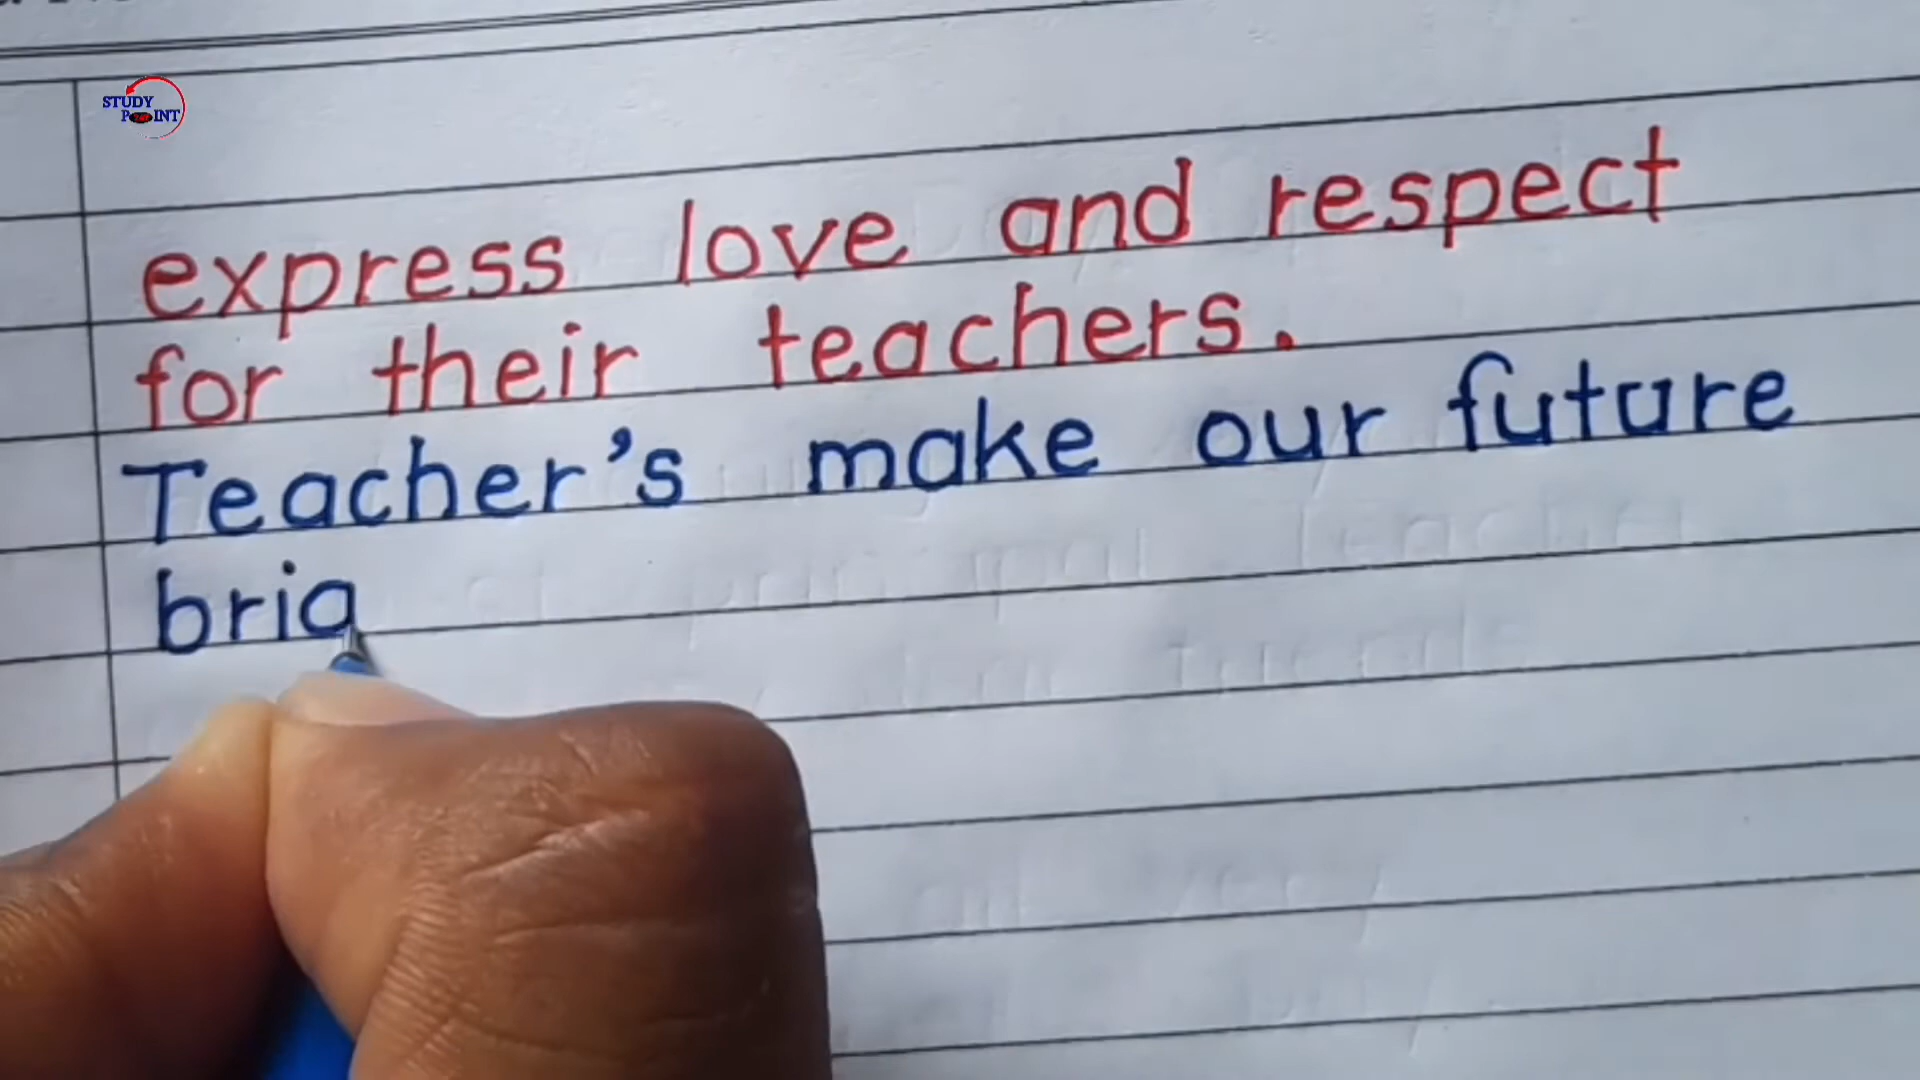 STUDY
POINT
express love and respect
for their teachers.
Teacher's make our future
brig